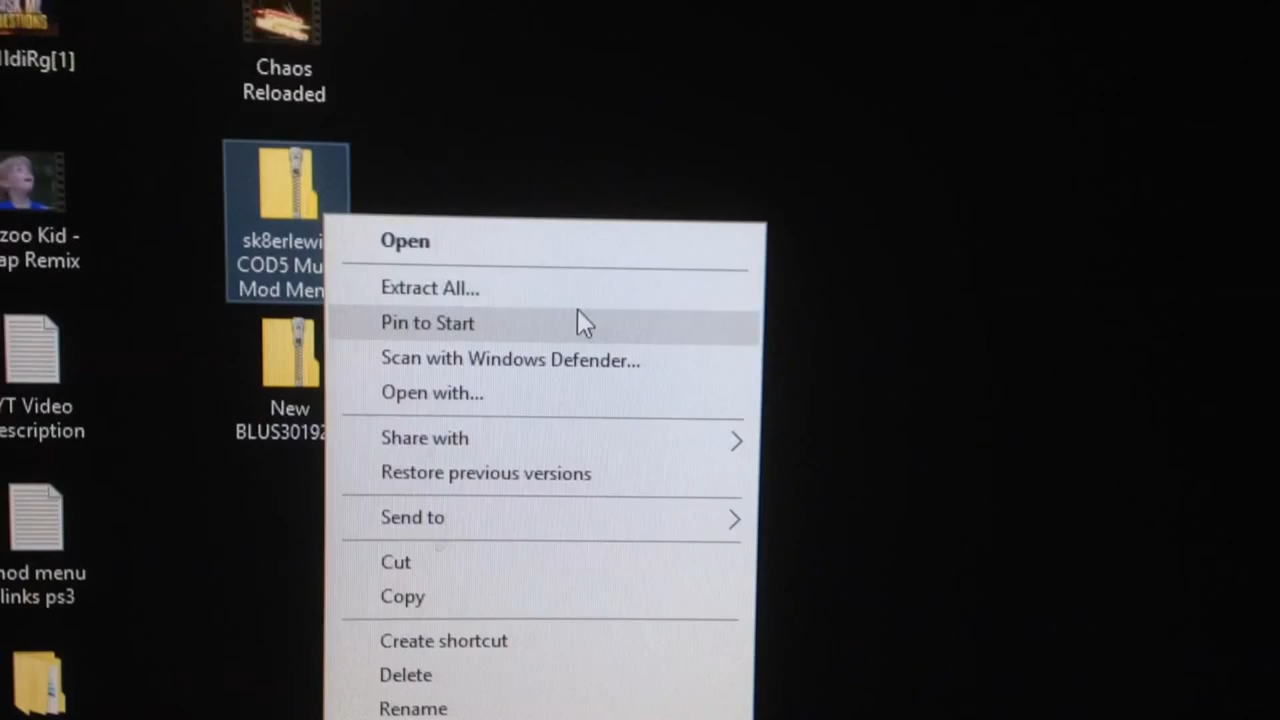 IldiRg[1]
Chaos
Reloaded
zoo Kid -
ap Remix
sk8erlewi
COD5 Mu
Mod Men
YT Video
escription
New
BLUS30192
mod menu
links ps3
Open
Extract All...
Pin to Start
Scan with Windows Defender...
Open with...
Share with
Restore previous versions
Send to
Cut
Copy
Create shortcut
Delete
Rename